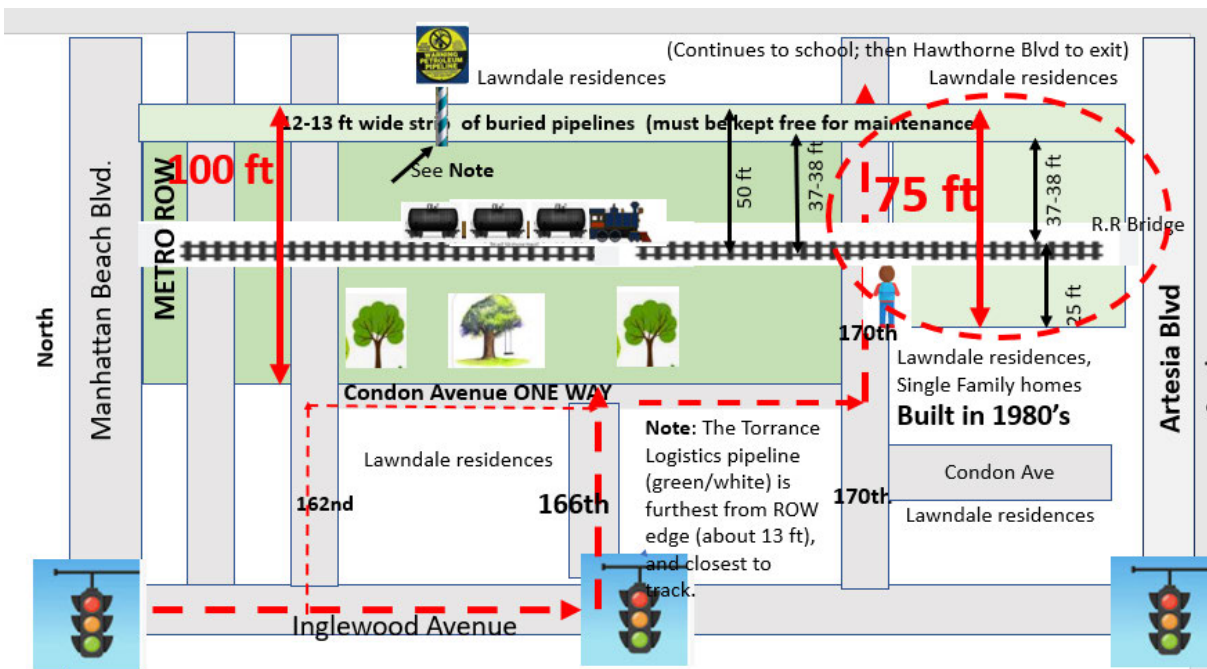 (Continues to school; then Hawthorne Blvd to exit)
WARNING
PETROLEUM
PIPELINE
Lawndale residences
Lawndale residences
12-13 ft wide strip of buried pipelines (must be kept free for maintenance
100 ft
See Note
50 ft
37-38 ft
75 ft
37-38 ft
R.R Bridge
METRO ROW
Manhattan Beach Blvd.
North
25 ft
170th
Artesia Blvd
Condon Avenue ONE WAY
Lawndale residences,
Single Family homes
Built in 1980's
Note: The Torrance
Logistics pipeline
(green/white) is
furthest from ROW
edge (about 13 ft),
and closest to
track.
Lawndale residences
162nd
166th
170th
Condon Ave
Lawndale residences
Inglewood Avenue